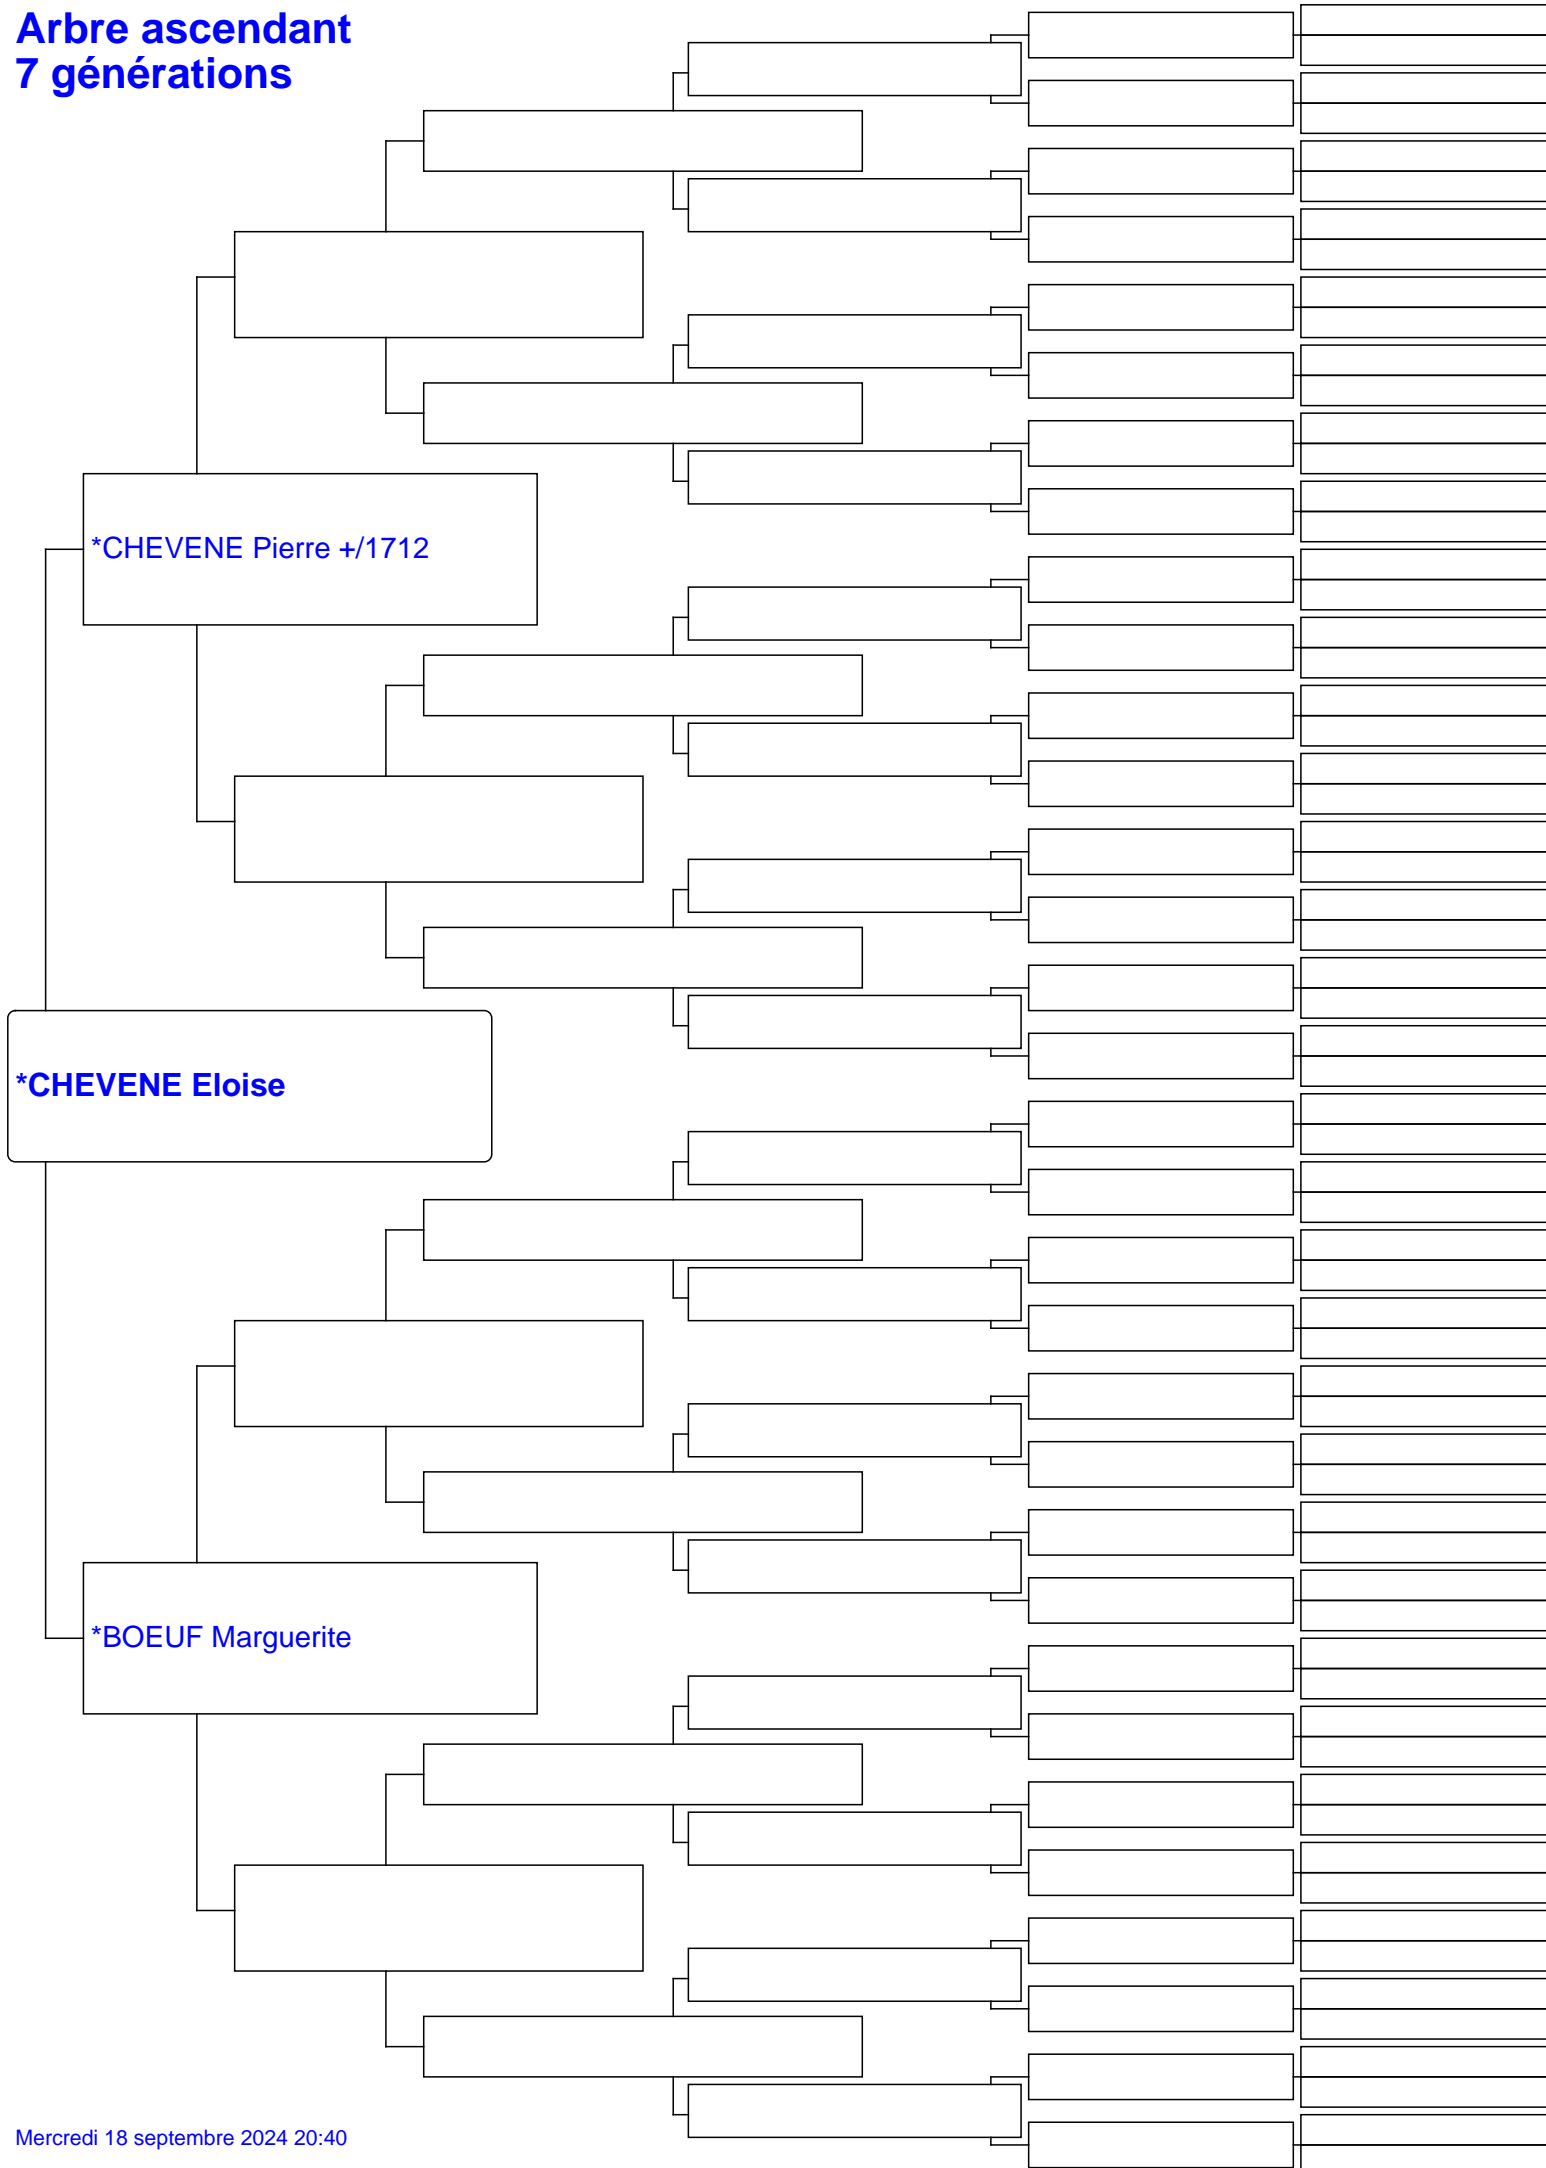 Arbre ascendant
7 générations
*CHEVENE Pierre +/1712
*CHEVENE Eloise
*BOEUF Marguerite
Mercredi 18 septembre 2024 20:40